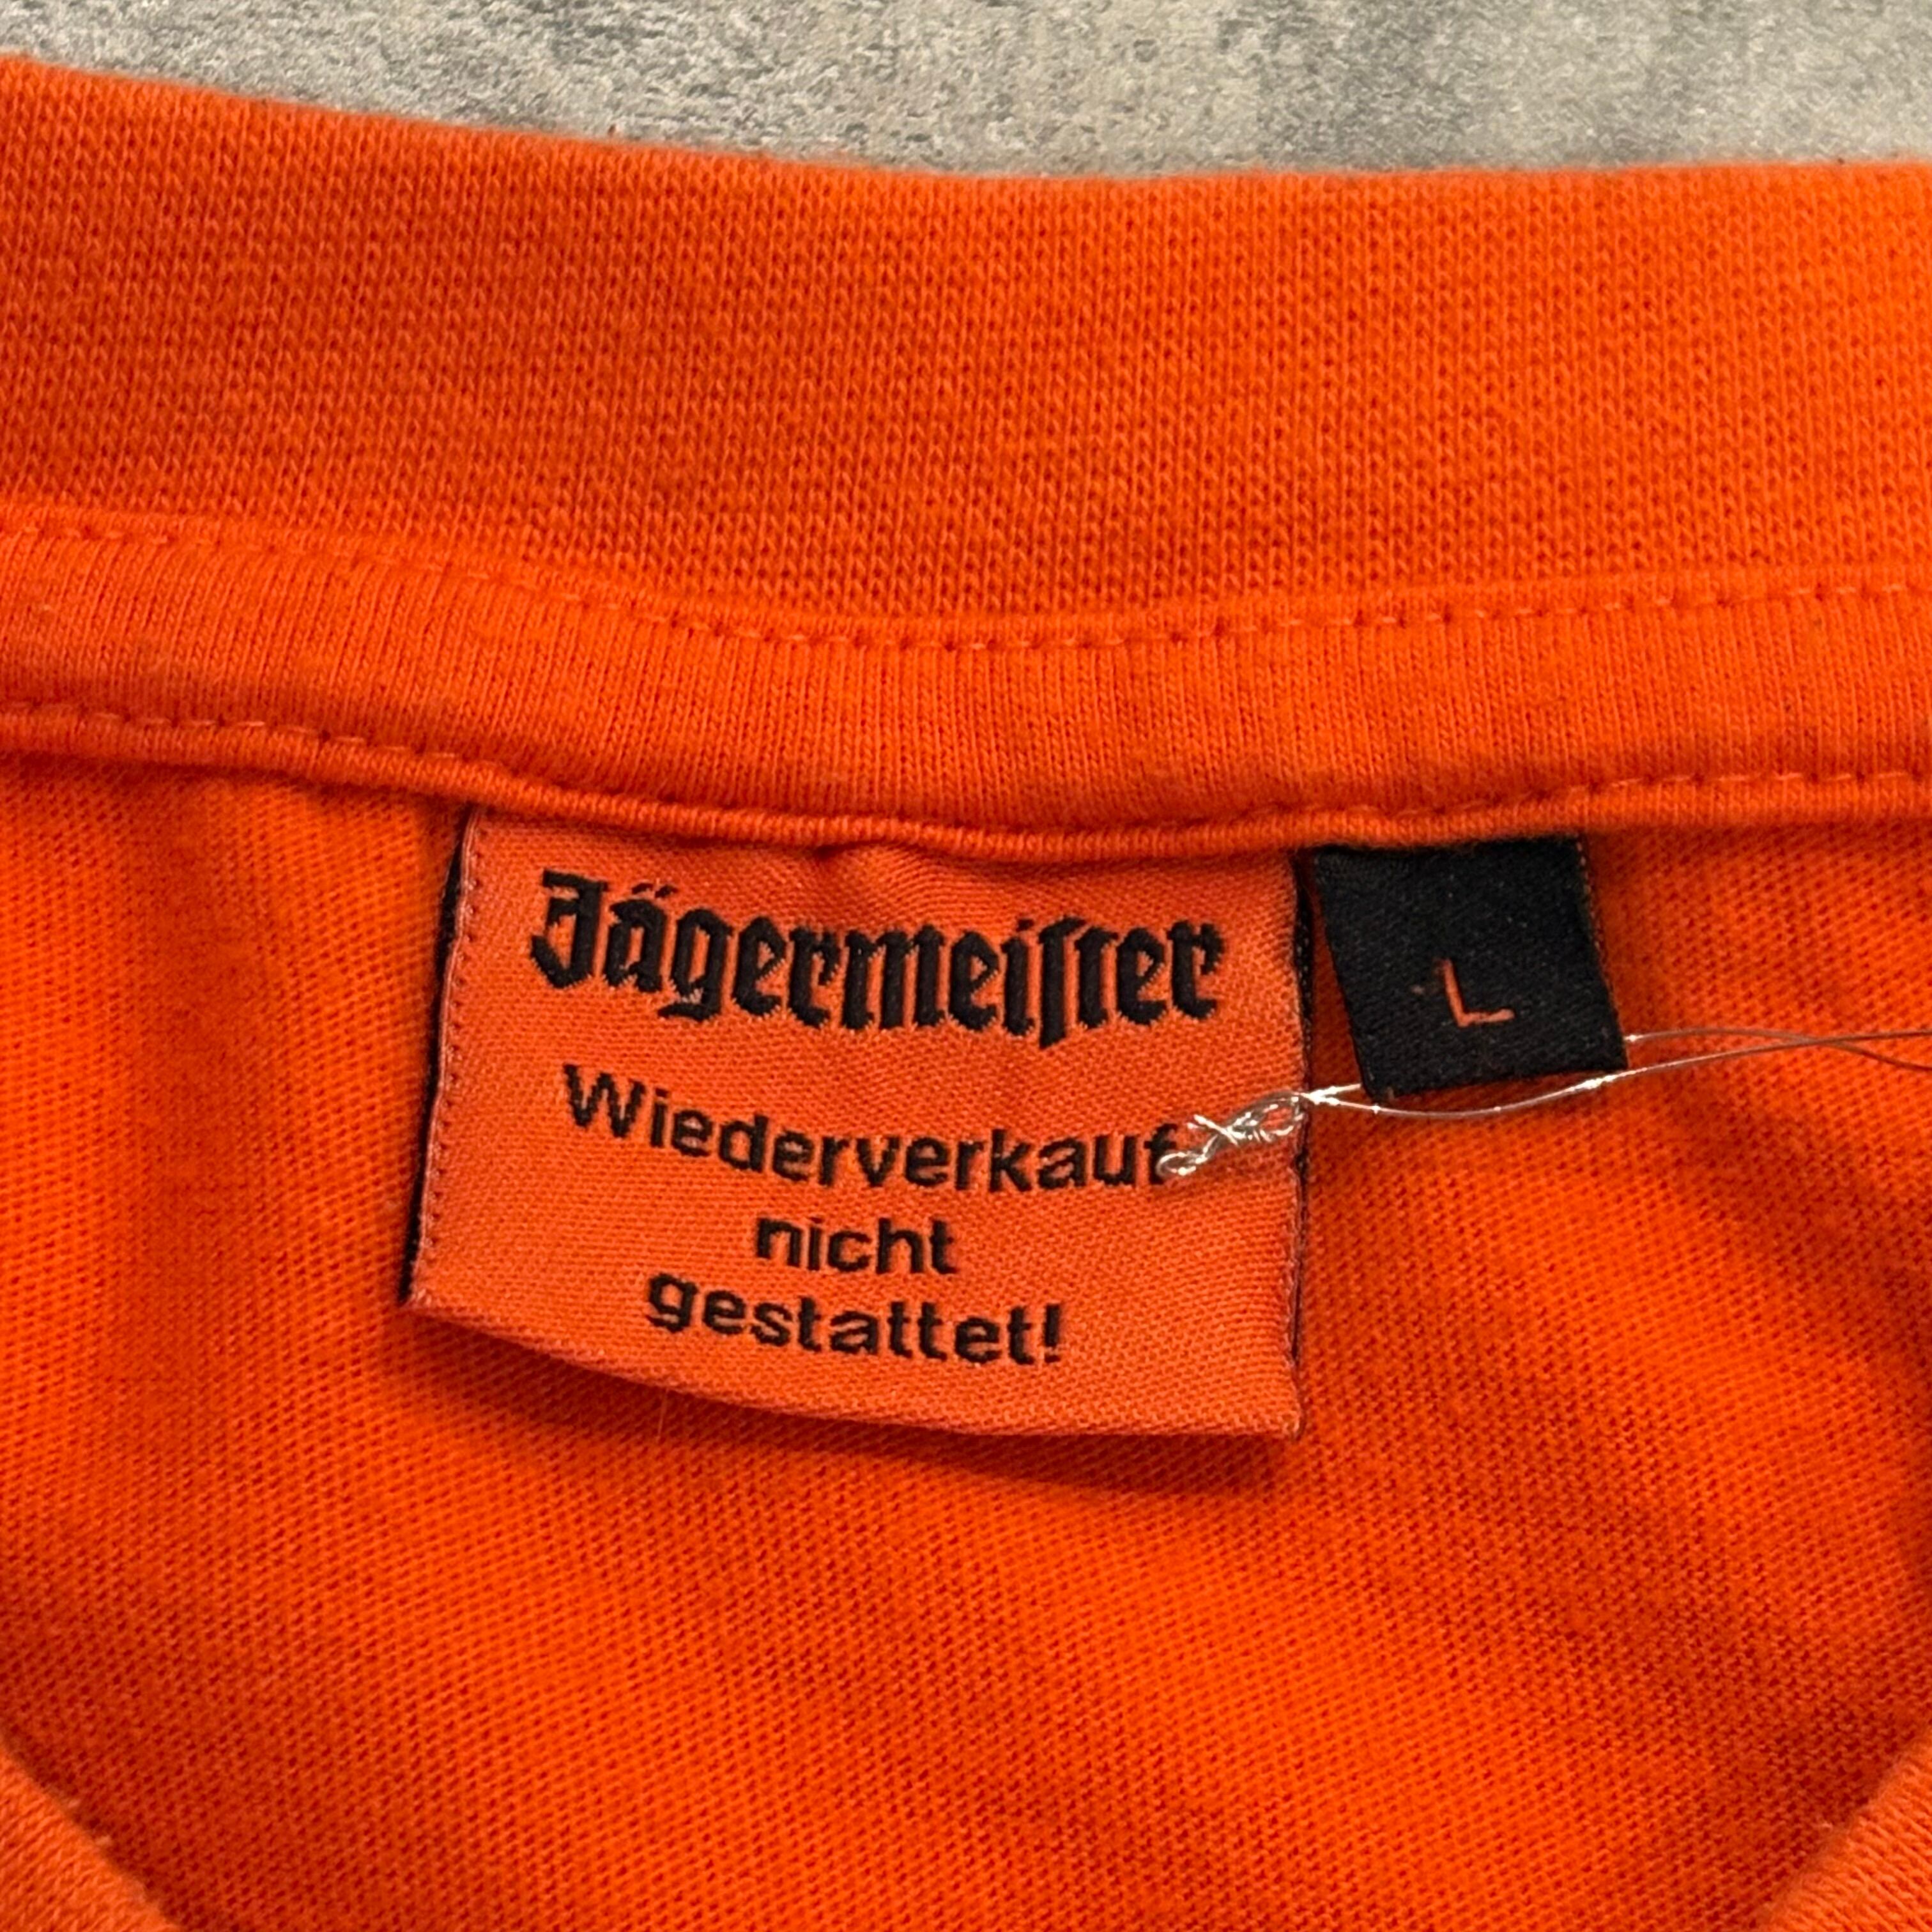 Jägermeiſter
Wiederverkauf
nicht
gestattet!
L